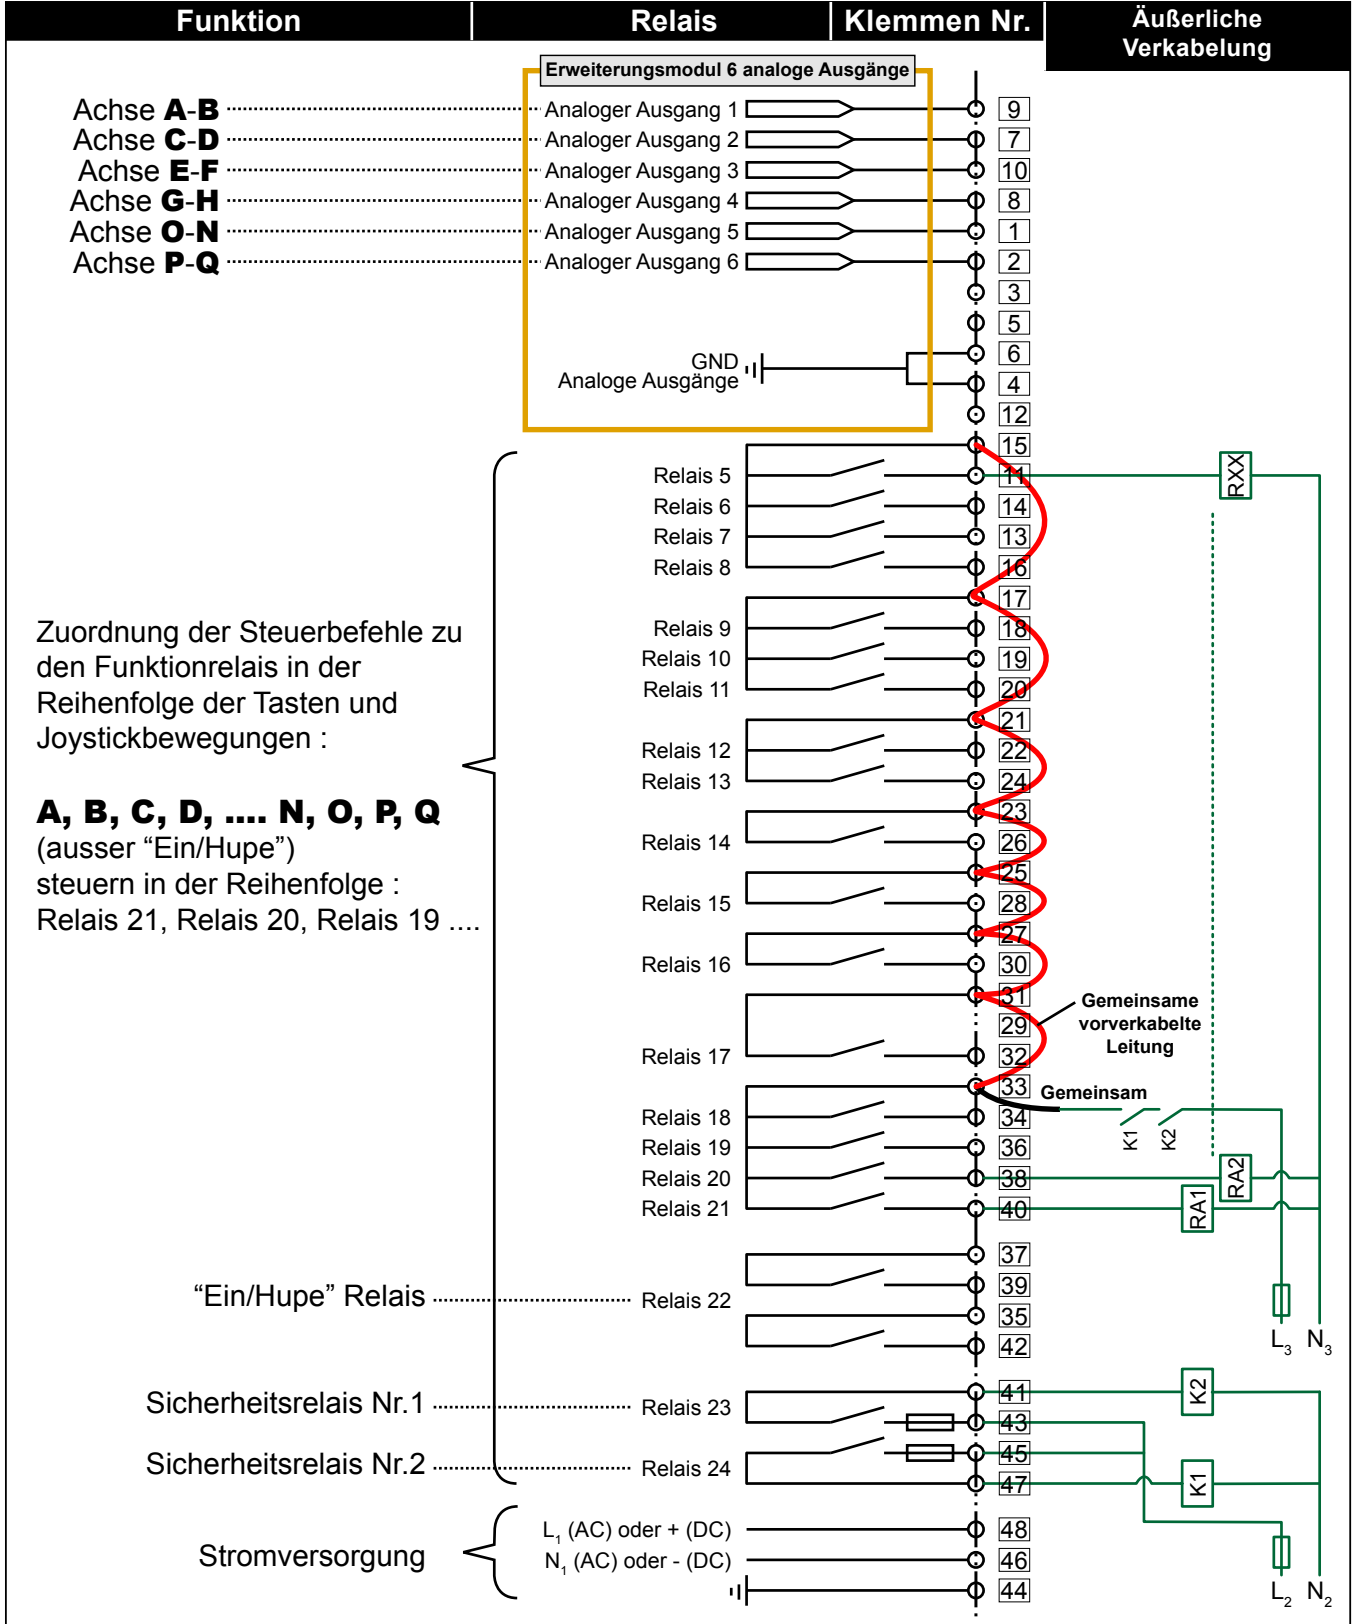 Funktion
Relais
Klemmen Nr.
Äußerliche
Verkabelung
Erweiterungsmodul 6 analoge Ausgänge
Achse A-B
Analoger Ausgang 1
9
Achse C-D
Analoger Ausgang 2
7
Achse E-F
Analoger Ausgang 3
10
Achse G-H
Analoger Ausgang 4
8
Achse O-N
Analoger Ausgang 5
1
Achse P-Q
Analoger Ausgang 6
2
3
5
GND
Analoge Ausgänge
6
4
12
15
Relais 5
11
RXX
Relais 6
14
Relais 7
13
Relais 8
16
17
Relais 9
18
Relais 10
19
Relais 11
20
21
Relais 12
22
Relais 13
24
23
Relais 14
26
25
Relais 15
28
27
Relais 16
30
31
29
Relais 17
32
33
Zuordnung der Steuerbefehle zu
den Funktionrelais in der
Reihenfolge der Tasten und
Joystickbewegungen :
A, B, C, D, .... N, O, P, Q
(ausser “Ein/Hupe”)
steuern in der Reihenfolge :
Relais 21, Relais 20, Relais 19 ....
Gemeinsame
vorverkabelte
Leitung
Gemeinsam
K1
K2
Relais 18
34
Relais 19
36
Relais 20
38
RA2
Relais 21
40
RA1
37
39
“Ein/Hupe” Relais
Relais 22
35
42
L3 N3
41
K2
Sicherheitsrelais Nr.1
Relais 23
43
45
Sicherheitsrelais Nr.2
Relais 24
47
K1
Stromversorgung
L1 (AC) oder + (DC)
48
N1 (AC) oder - (DC)
46
44
L2 N2